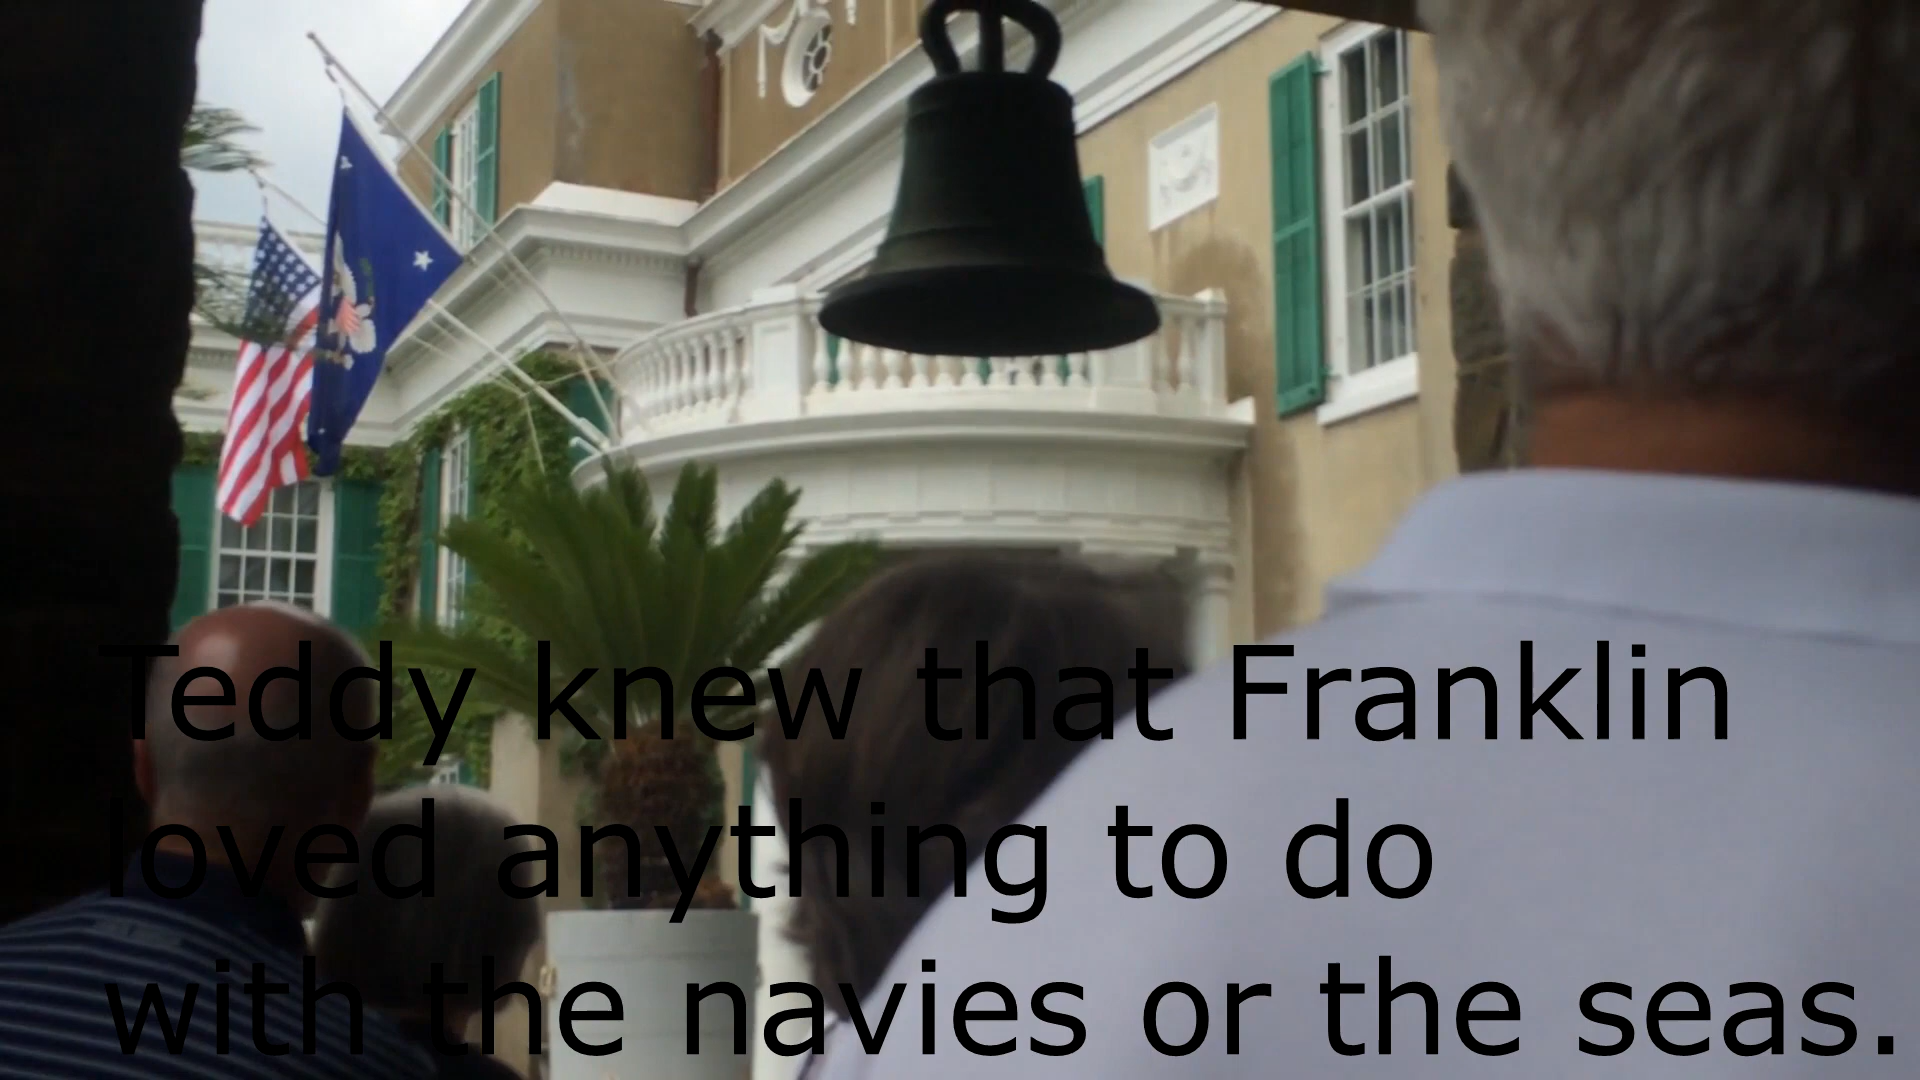 Teddy knew that Franklin
loved anything to do
with the navies or the seas.